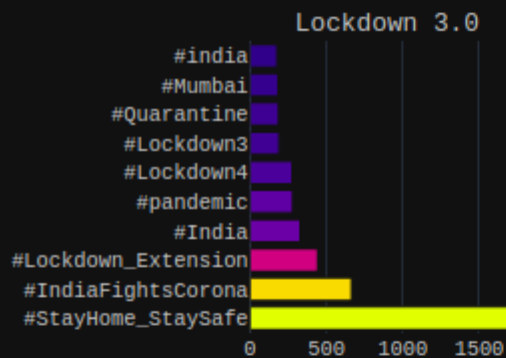 Lockdown 3.0
#india
#Mumbai
#Quarantine
#Lockdown3
#Lockdown4
#pandemic
#India
#Lockdown_Extension
#IndiaFightsCorona
#StayHome_StaySafe
0 500 1000 1500